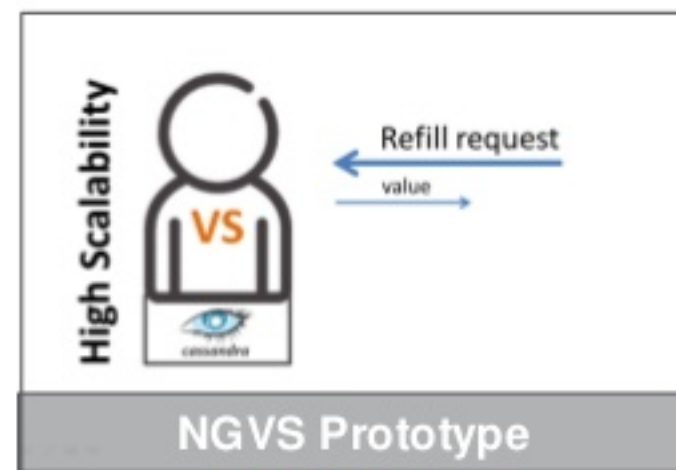 High Scalability
VS
cassandra
Refill request
value
NGVS Prototype